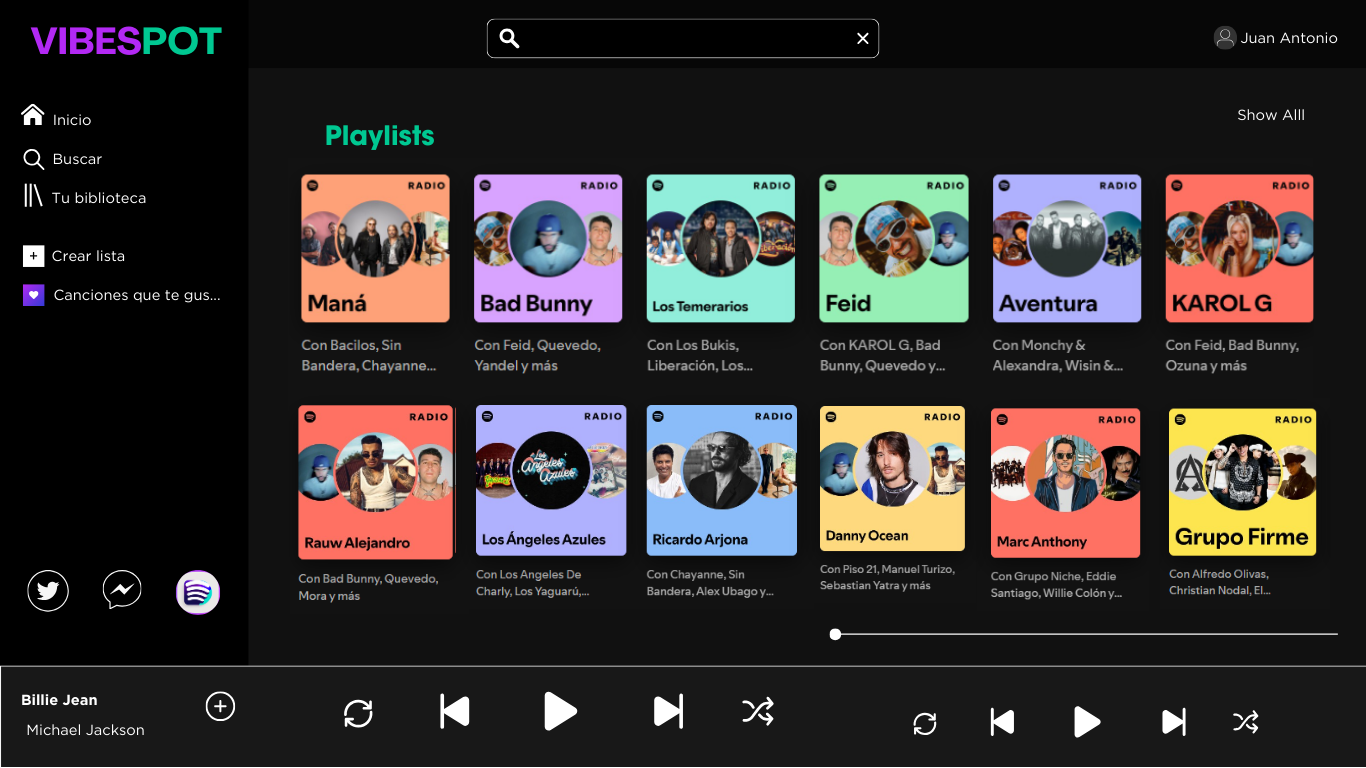 VIBESPOT
Juan Antonio
Inicio
Buscar
Tu biblioteca
Crear lista
Canciones que te gus...
Show Alll
Playlists
RADIO
Maná
Con Bacilos, Sin
Bandera, Chayanne...
RADIO
Bad Bunny
Con Feid, Quevedo,
Yandel y más
RADIO
Los Temerarios
Con Los Bukis,
Liberación, Los...
RADIO
Feid
Con KAROL G, Bad
Bunny, Quevedo y...
RADIO
Aventura
Con Monchy &
Alexandra, Wisin &...
RADIO
KAROL G
Con Feid, Bad Bunny,
Ozuna y más
RADIO
Rauw Alejandro
Con Bad Bunny, Quevedo,
Mora y más
RADIO
Los Ángeles Azules
Los Ángeles Azules
Con Los Angeles De
Charly, Los Yaguarú,...
RADIO
Ricardo Arjona
Con Chayanne, Sin
Bandera, Alex Ubago y...
RADIO
Danny Ocean
Con Piso 21, Manuel Turizo,
Sebastian Yatra y más
RADIO
Marc Anthony
Con Grupo Niche, Eddie
Santiago, Willie Colón y...
RADIO
Grupo Firme
Con Alfredo Olivas,
Christian Nodal, El...
Billie Jean
Michael Jackson